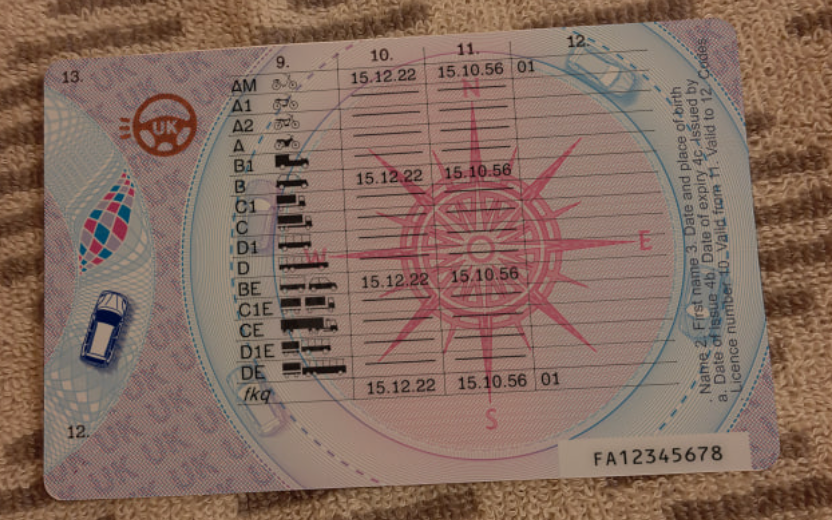 9. 10. 11. 12.
13.
AM 15.12.22 15.10.56 01
A1
A2
A
B1
B 15.12.22 15.10.56
C1
C
D1
D
BE 15.12.22 15.10.56
C1E
CE
D1E
DE
fkq 15.12.22 15.10.56 01
12.
UK
N
W
E
S
. Name 2. First name 3. Date and place of birth
a. Date of issue 4b. Date of expiry 4c. Issued by
Licence number 10. Valid from 11. Valid to 12. Codes
FA12345678
UK UK UK UK